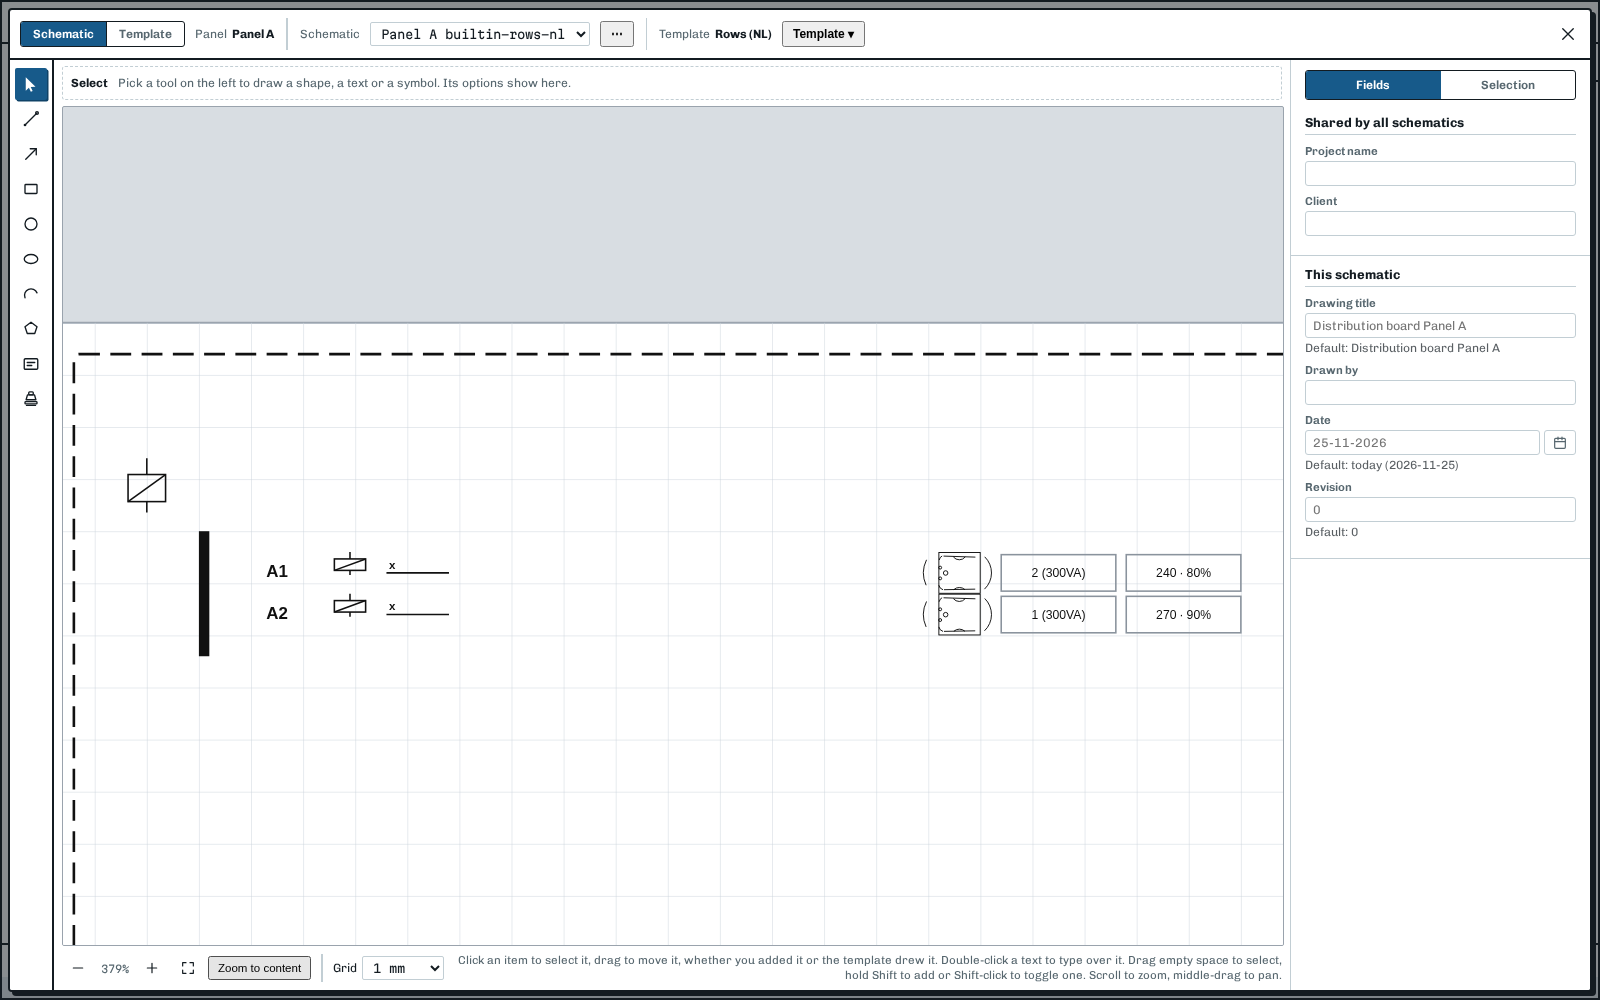 Schematic Template Panel Panel A Schematic Panel A builtin-rows-nl ··· Template Rows (NL) Template ▾
Select Pick a tool on the left to draw a shape, a text or a symbol. Its options show here.
A1 x 2 (300VA) 240 · 80%
A2 x 1 (300VA) 270 · 90%
379% Zoom to content Grid 1 mm
Click an item to select it, drag to move it, whether you added it or the template drew it. Double-click a text to type over it. Drag empty space to select,
hold Shift to add or Shift-click to toggle one. Scroll to zoom, middle-drag to pan.
Fields Selection
Shared by all schematics
Project name
Client
This schematic
Drawing title
Distribution board Panel A
Default: Distribution board Panel A
Drawn by
Date
25-11-2026
Default: today (2026-11-25)
Revision
0
Default: 0